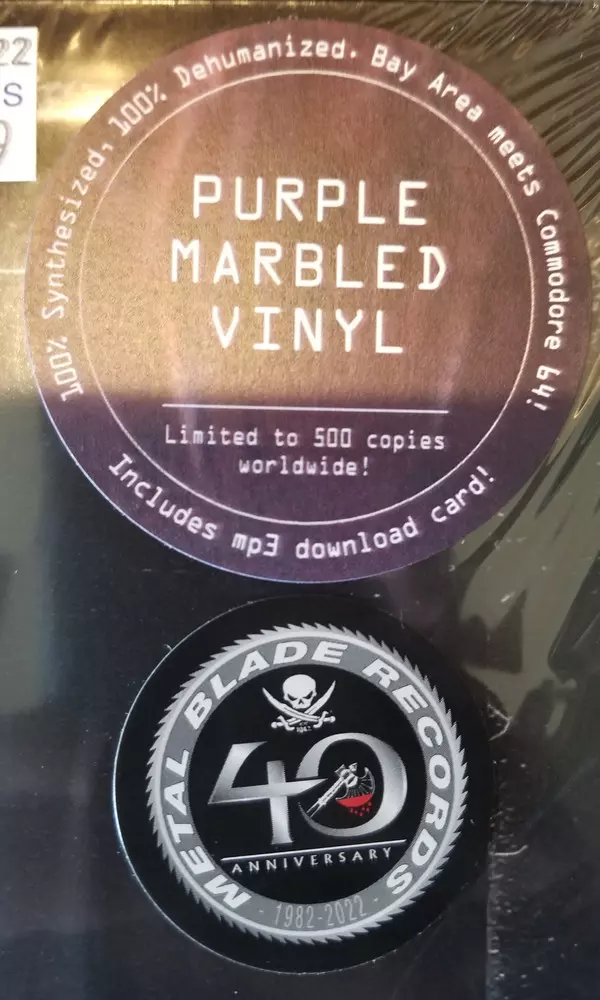 22
S
100% Synthesized, 100% Dehumanized. Bay Area meets Commodore 64!
PURPLE
MARBLED
VINYL
Limited to 500 copies
worldwide!
Includes mp3 download card!
METAL BLADE RECORDS
40
ANNIVERSARY
- 1982-2022 -